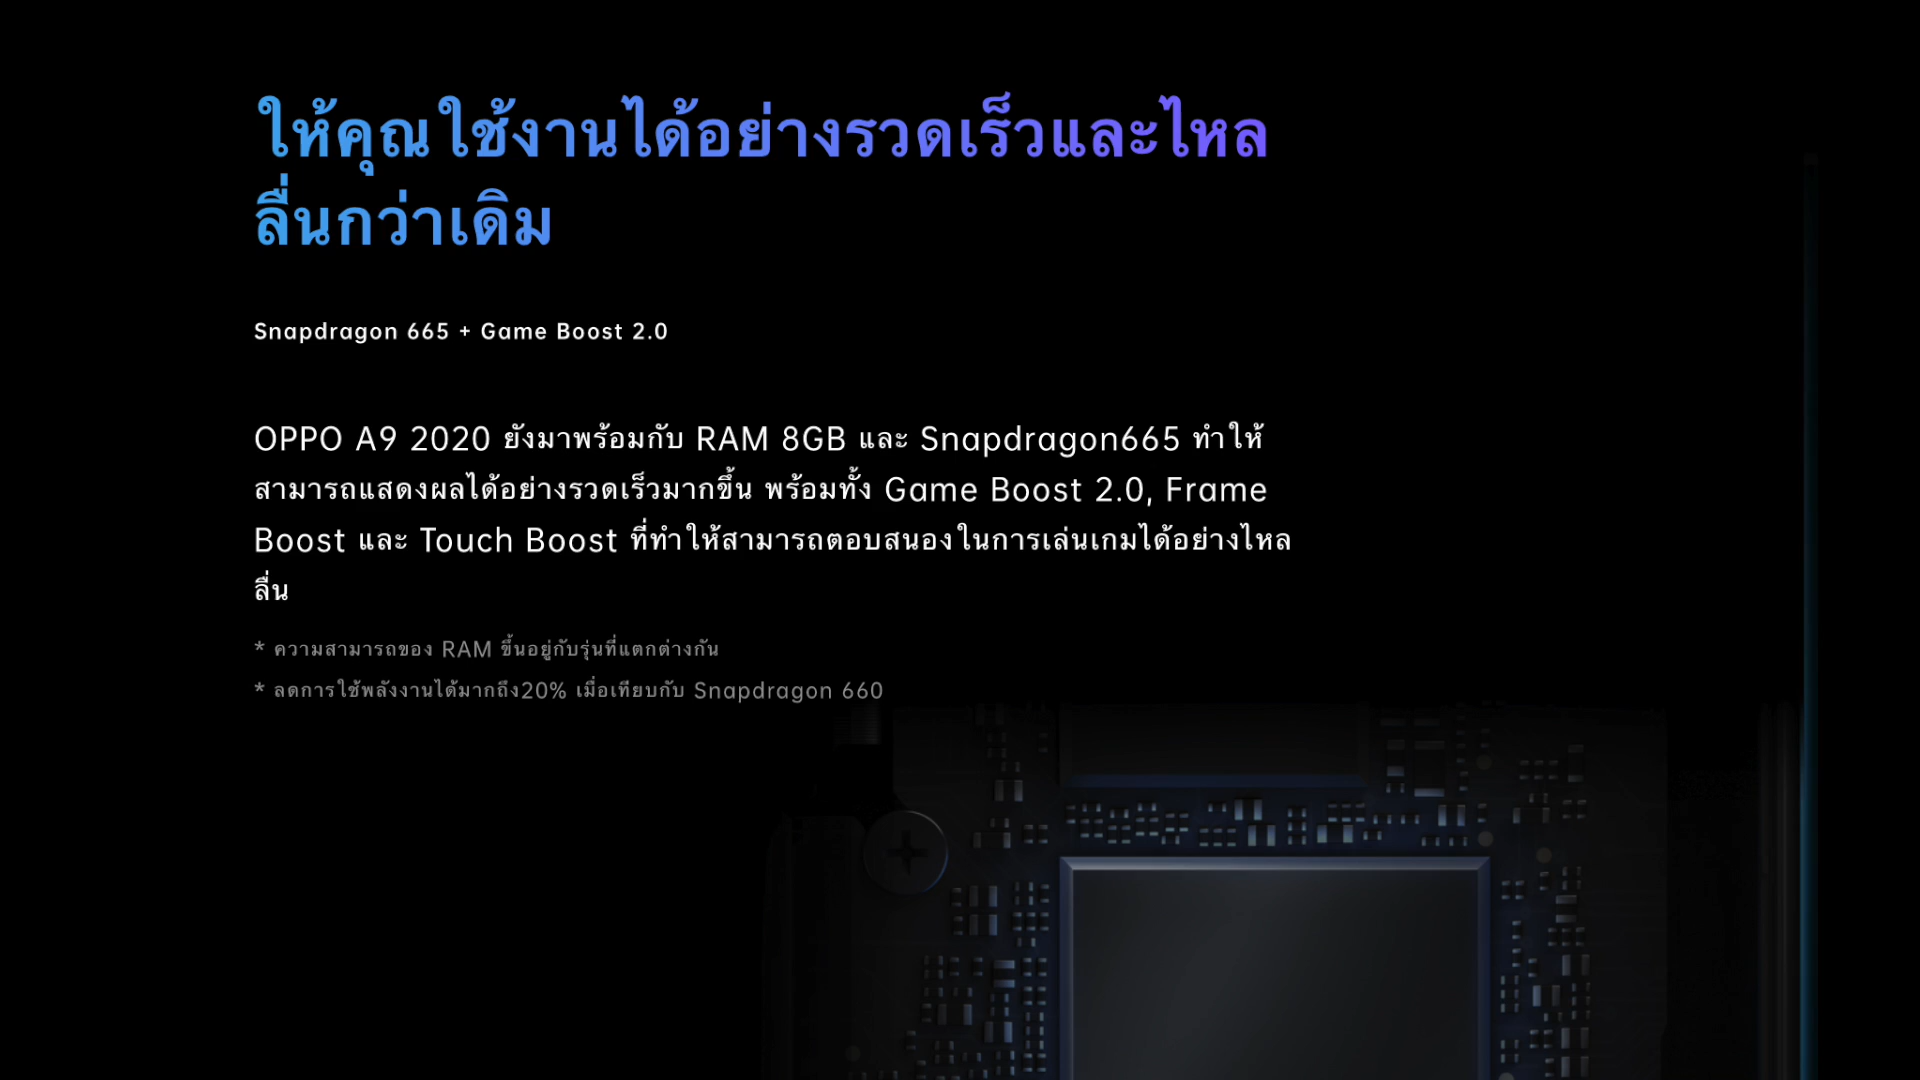 ให้คุณใช้งานได้อย่างรวดเร็วและไหล
ลื่นกว่าเดิม
Snapdragon 665 + Game Boost 2.0
OPPO A9 2020 ยังมาพร้อมกับ RAM 8GB และ Snapdragon665 ทำให้
สามารถแสดงผลได้อย่างรวดเร็วมากขึ้น พร้อมทั้ง Game Boost 2.0, Frame
Boost และ Touch Boost ที่ทำให้สามารถตอบสนองในการเล่นเกมได้อย่างไหล
ลื่น
* ความสามารถของ RAM ขึ้นอยู่กับรุ่นที่แตกต่างกัน
* ลดการใช้พลังงานได้มากถึง20% เมื่อเทียบกับ Snapdragon 660